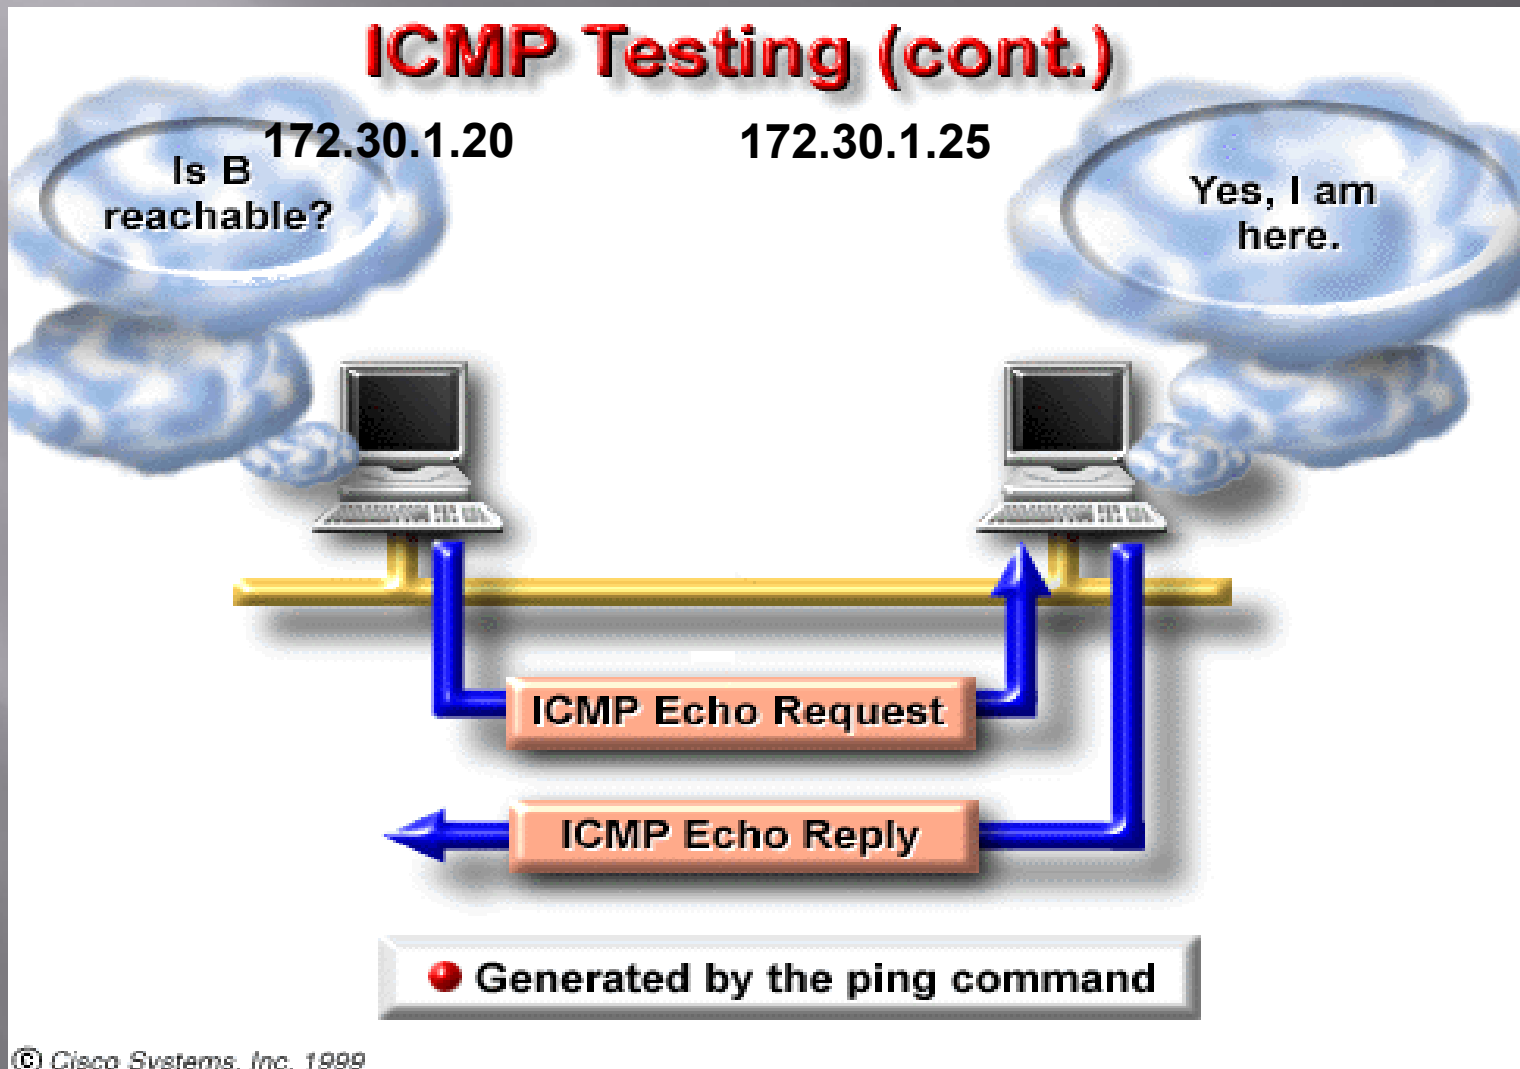 ICMP Testing (cont.)
172.30.1.20
172.30.1.25
Is B
reachable?
Yes, I am
here.
ICMP Echo Request
ICMP Echo Reply
Generated by the ping command
© Cisco Systems, Inc. 1999